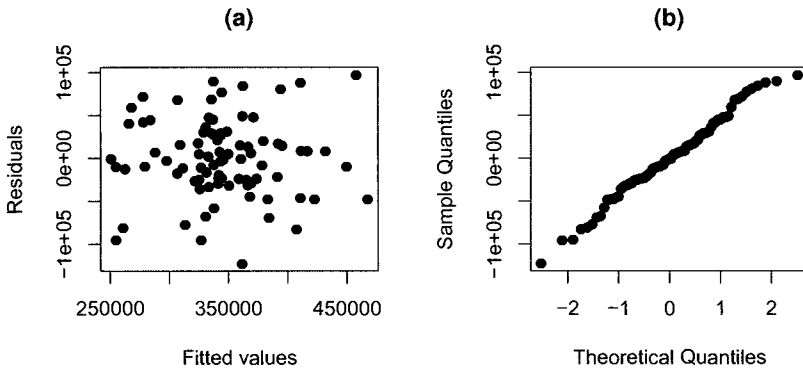 (a)
Residuals
1e+05
0e+00
−1e+05
250000 350000 450000
Fitted values
(b)
Sample Quantiles
1e+05
0e+00
−1e+05
−2 −1 0 1 2
Theoretical Quantiles